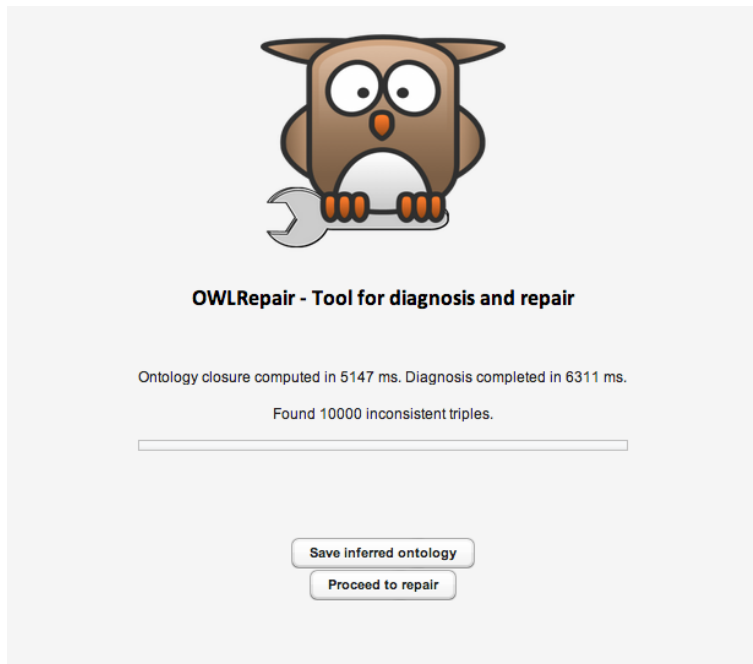 OWLRepair - Tool for diagnosis and repair
Ontology closure computed in 5147 ms. Diagnosis completed in 6311 ms.
Found 10000 inconsistent triples.
Save inferred ontology
Proceed to repair